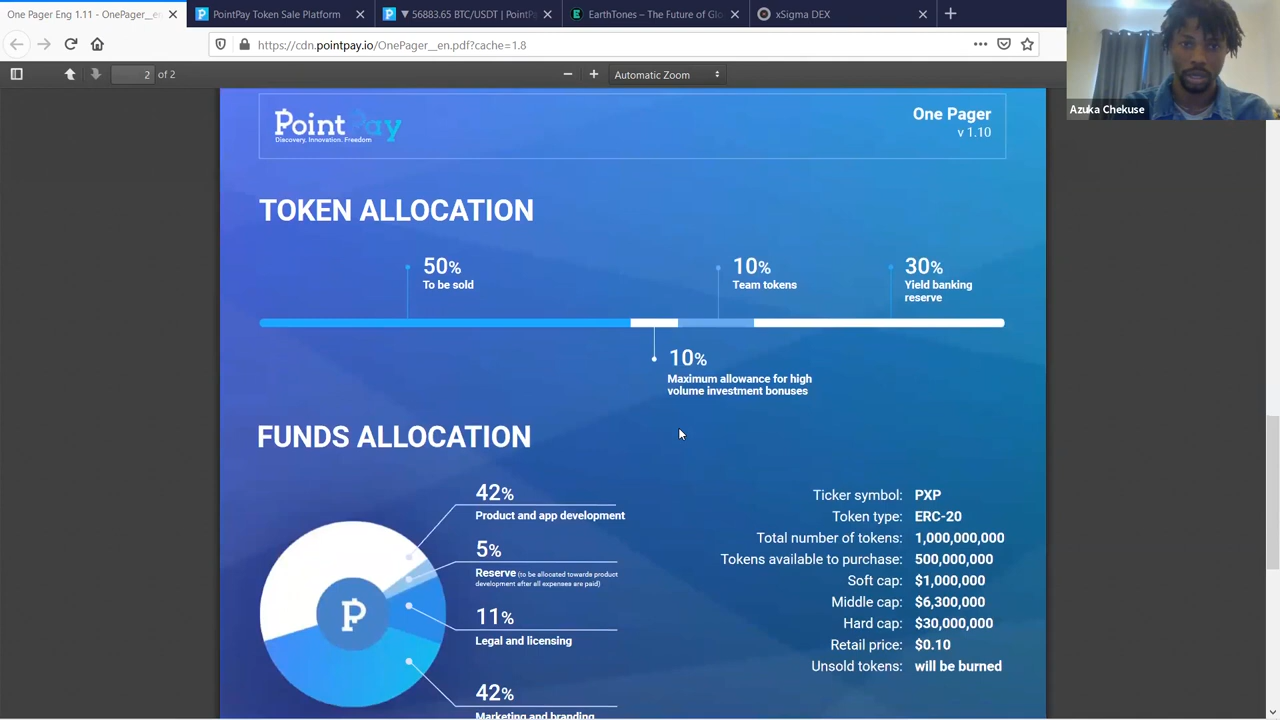 One Pager Eng 1.11 - OnePager__en
PointPay Token Sale Platform
▼ 56883.65 BTC/USDT | PointP
EarthTones – The Future of Glo
xSigma DEX
https://cdn.pointpay.io/OnePager__en.pdf?cache=1.8
2 of 2
Automatic Zoom
Azuka Chekuse
PointPay
Discovery, Innovation. Freedom
One Pager
v 1.10
TOKEN ALLOCATION
50%
To be sold
10%
Team tokens
30%
Yield banking
reserve
10%
Maximum allowance for high
volume investment bonuses
FUNDS ALLOCATION
42%
Product and app development
5%
Reserve (to be allocated towards product
development after all expenses are paid)
11%
Legal and licensing
42%
Marketing and branding
Ticker symbol: PXP
Token type: ERC-20
Total number of tokens: 1,000,000,000
Tokens available to purchase: 500,000,000
Soft cap: $1,000,000
Middle cap: $6,300,000
Hard cap: $30,000,000
Retail price: $0.10
Unsold tokens: will be burned